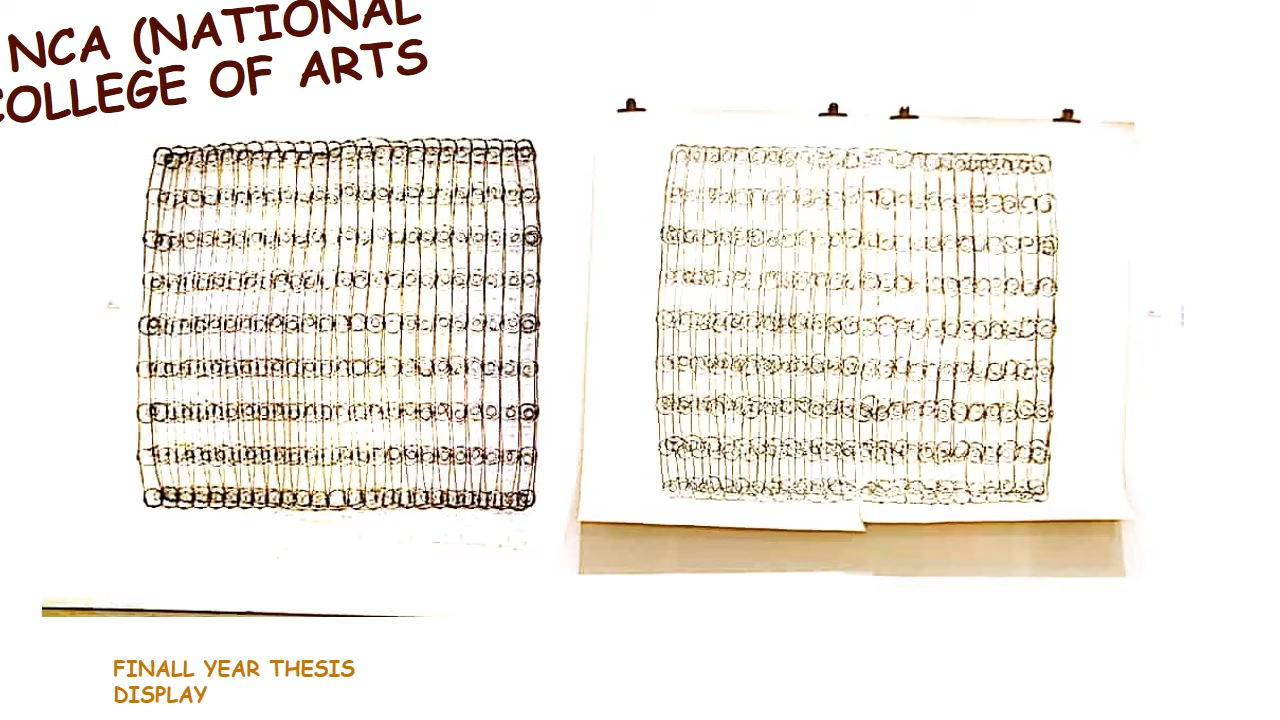 NCA (NATIONAL
COLLEGE OF ARTS
FINALL YEAR THESIS
DISPLAY